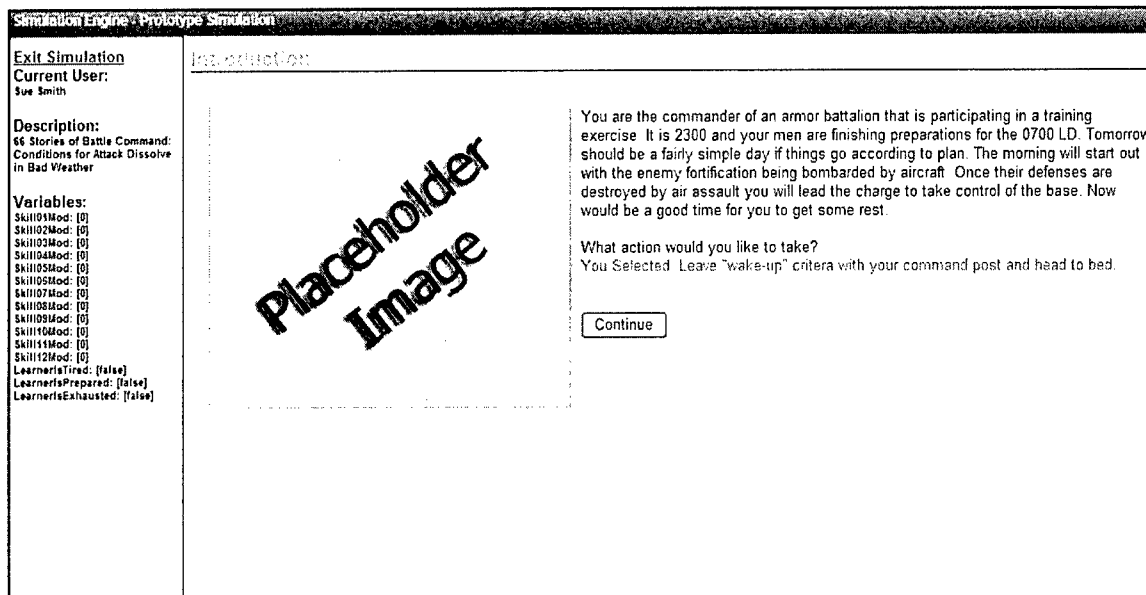 Simulation Engine - Prototype Simulation
Exit Simulation
Current User:
Sue Smith
Description:
66 Stories of Battle Command:
Conditions for Attack Dissolve
in Bad Weather
Variables:
Skill01Mod: [0]
Skill02Mod: [0]
Skill03Mod: [0]
Skill04Mod: [0]
Skill05Mod: [0]
Skill06Mod: [0]
Skill07Mod: [0]
Skill08Mod: [0]
Skill09Mod: [0]
Skill10Mod: [0]
Skill11Mod: [0]
Skill12Mod: [0]
LearnerIsTired: [false]
LearnerIsPrepared: [false]
LearnerIsExhausted: [false]
Introduction
Placeholder
Image
You are the commander of an armor battalion that is participating in a training
exercise. It is 2300 and your men are finishing preparations for the 0700 LD. Tomorrow
should be a fairly simple day if things go according to plan. The morning will start out
with the enemy fortification being bombarded by aircraft. Once their defenses are
destroyed by air assault you will lead the charge to take control of the base. Now
would be a good time for you to get some rest.
What action would you like to take?
You Selected: Leave "wake-up" critera with your command post and head to bed.
Continue